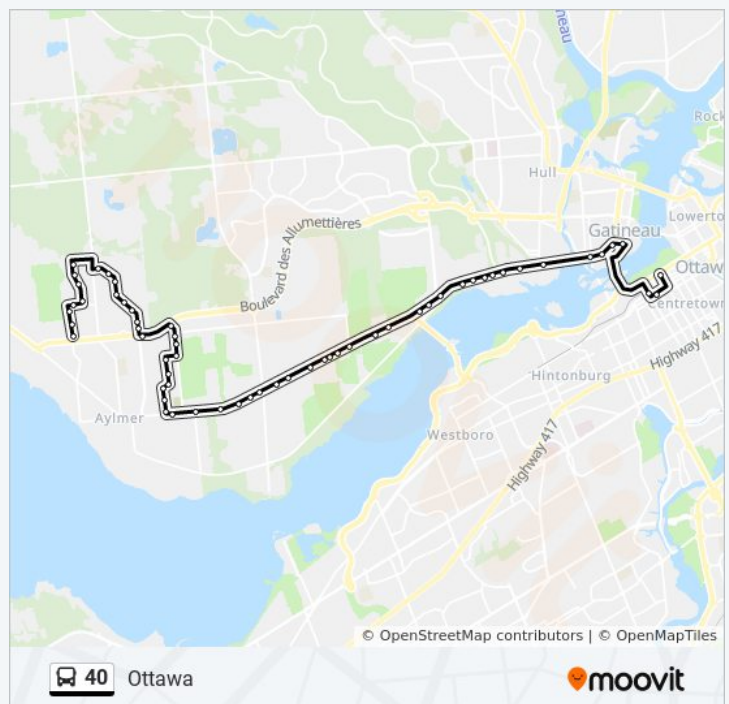 neau
Rock
Hull
Boulevard des Allumettières
Gatineau
Lowerto
Ottaw
Centretown
Highway 417
Hintonburg
Aylmer
Westboro
Highway 417
© OpenStreetMap contributors | © OpenMapTiles
40 Ottawa
moovit